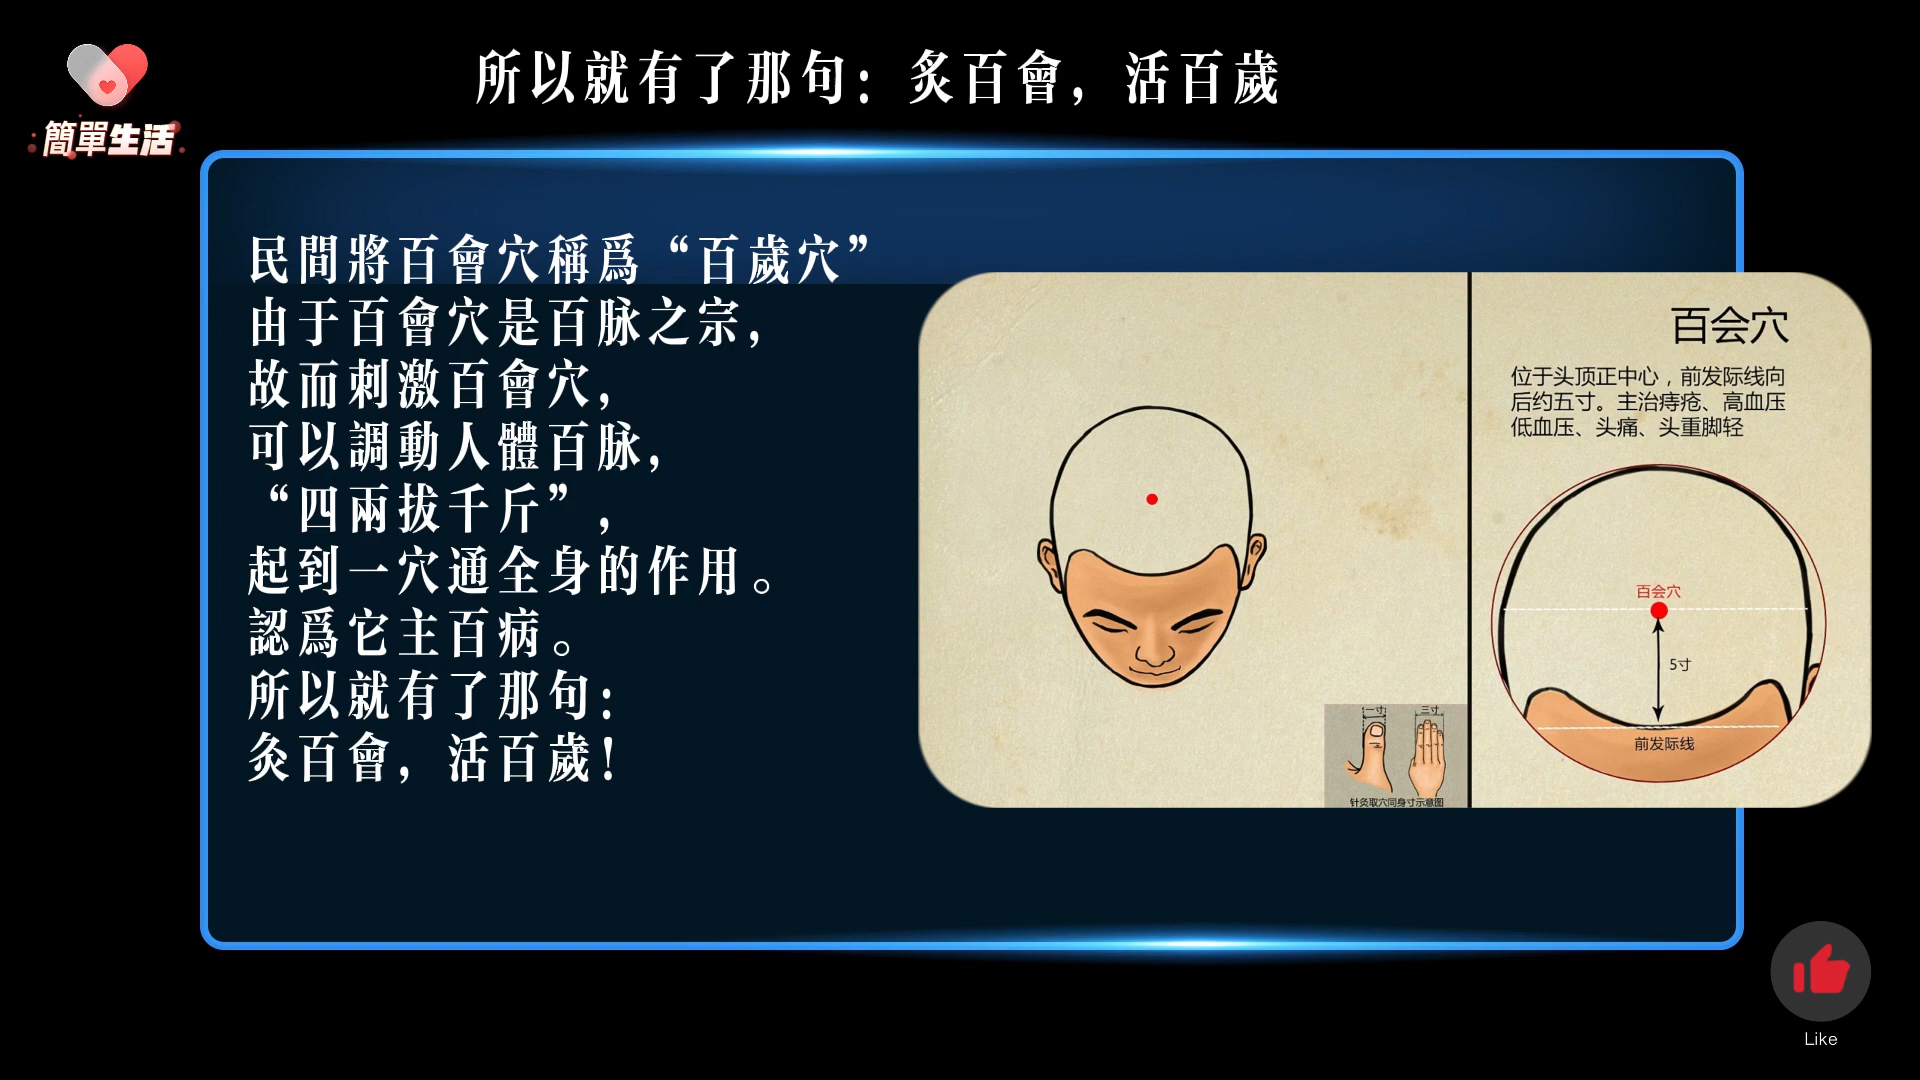 所以就有了那句：炙百會，活百歲
簡單生活
民間將百會穴稱爲“百歲穴”
由于百會穴是百脉之宗，
故而刺激百會穴，
可以調動人體百脉，
“四兩拔千斤”，
起到一穴通全身的作用。
認爲它主百病。
所以就有了那句：
灸百會，活百歲！
百会穴
位于头顶正中心，前发际线向
后约五寸。主治痔疮、高血压
低血压、头痛、头重脚轻
百会穴
5寸
前发际线
一寸
三寸
针灸取穴同身寸示意图
Like